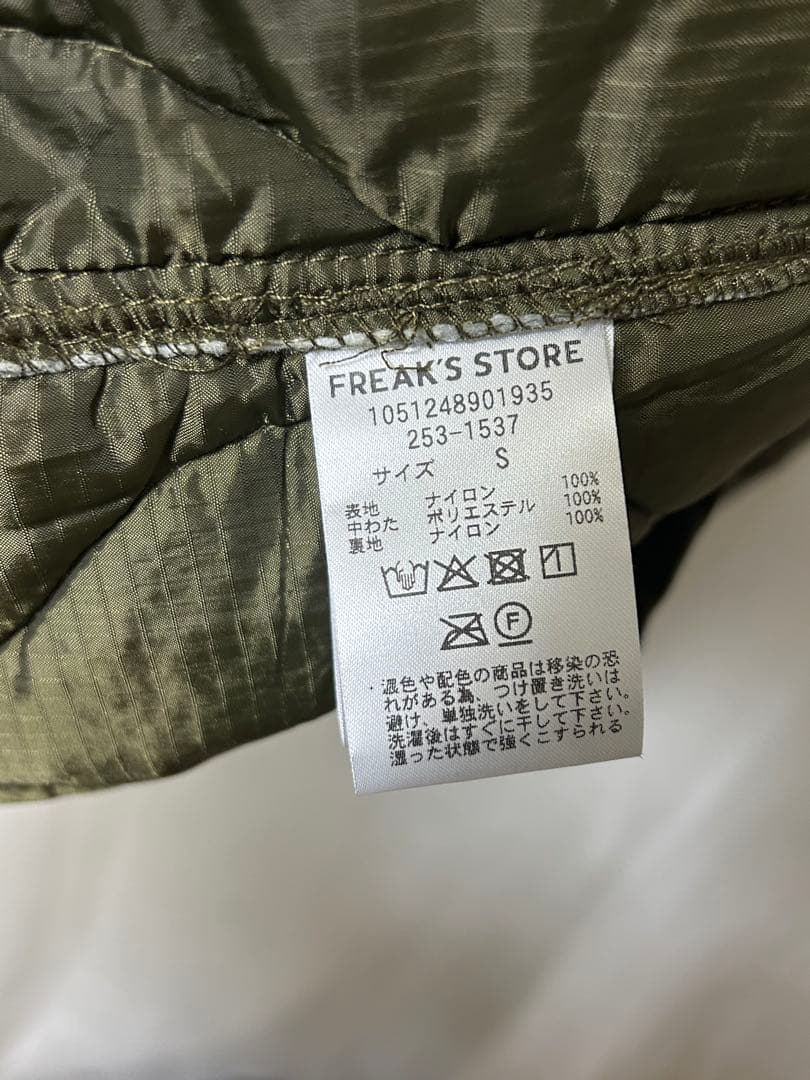 FREAK'S STORE
1051248901935
253-1537
サイズ S
表地 ナイロン 100%
中わた ポリエステル 100%
裏地 ナイロン 100%
F
・濃色や配色の商品は移染の恐
れがある為、つけ置き洗いは
避け、単独洗いをして下さい。
洗濯後はすぐに干して下さい。
湿った状態で強くこすられる